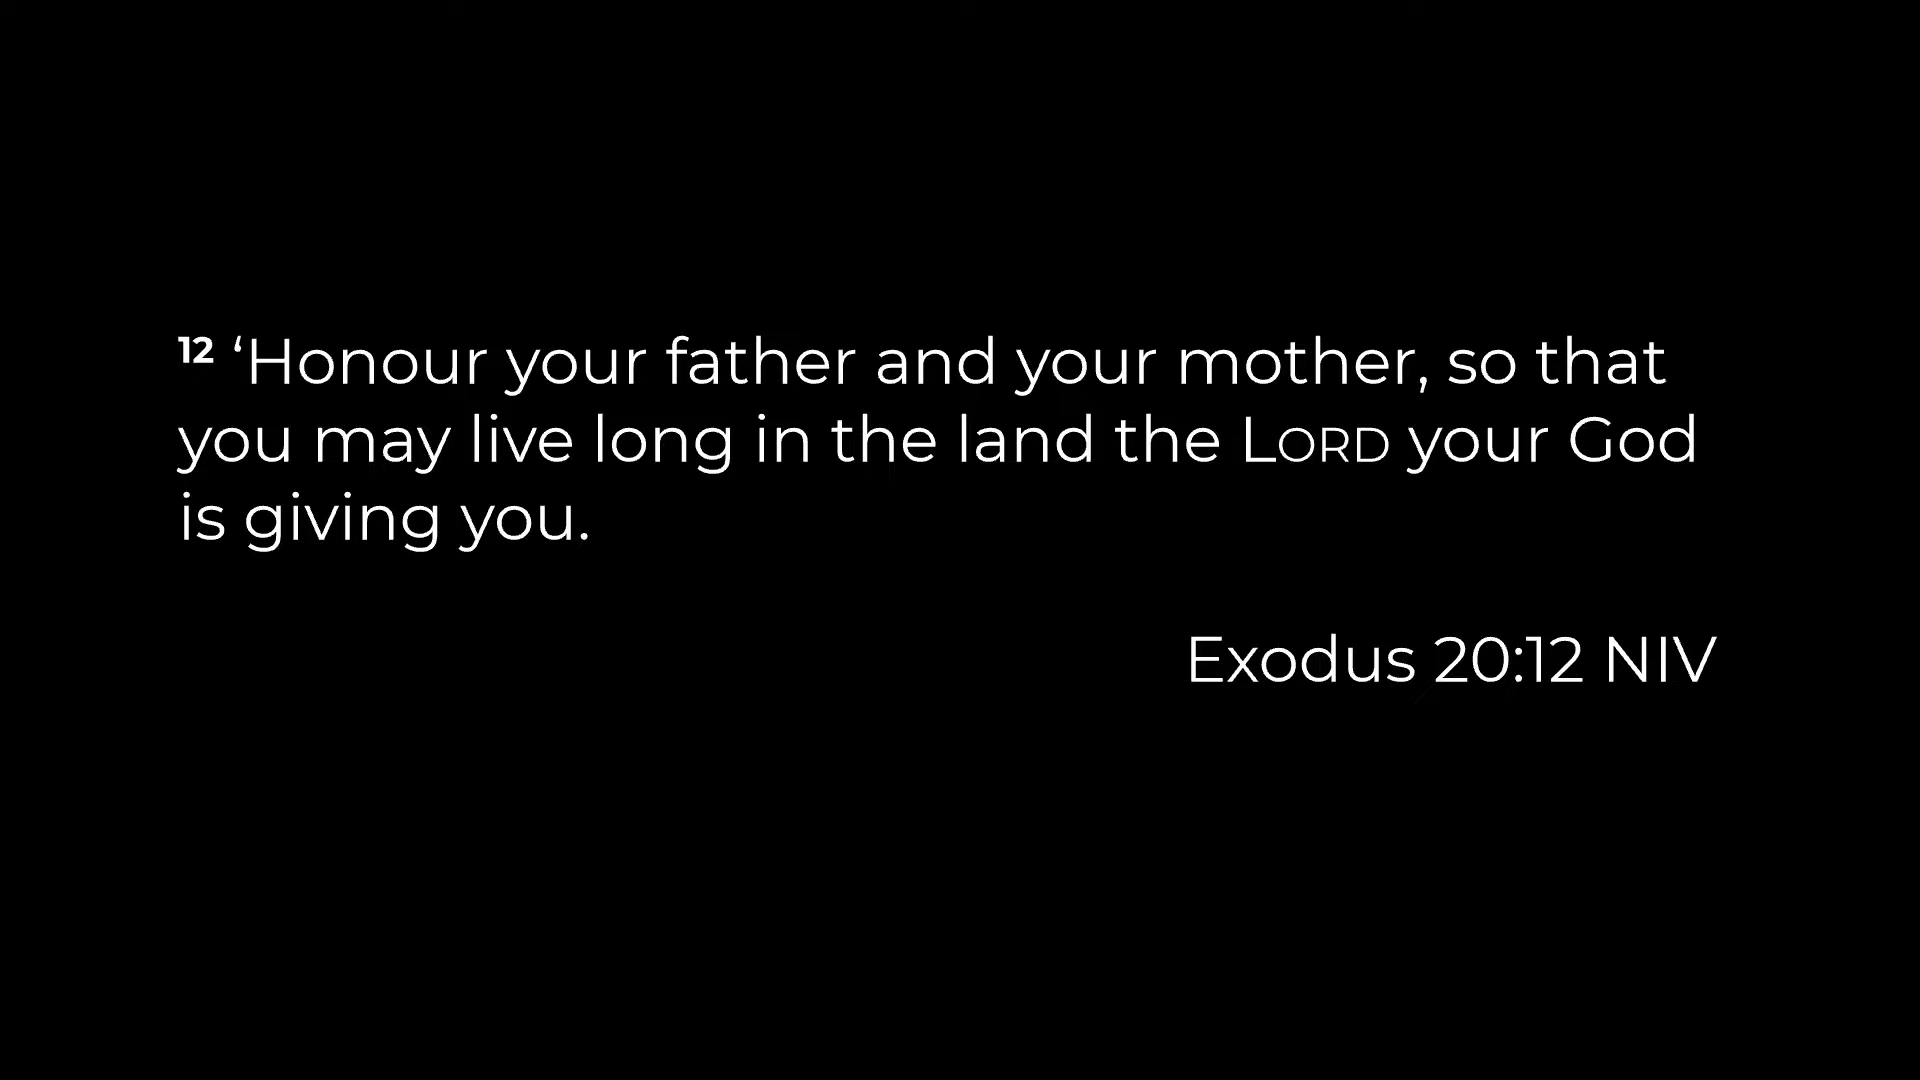 12 ‘Honour your father and your mother, so that
you may live long in the land the LORD your God
is giving you.
Exodus 20:12 NIV